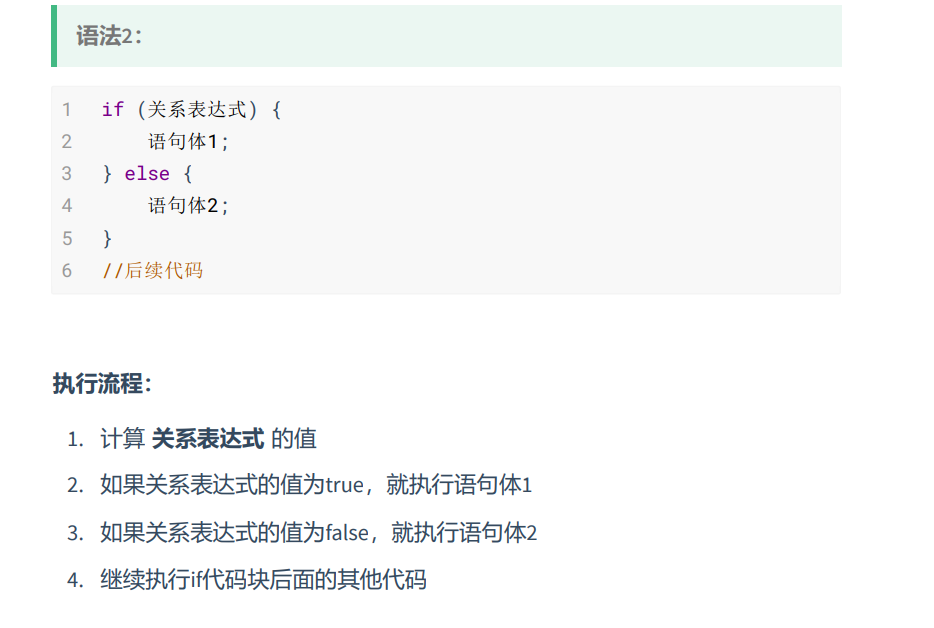 语法2：
1 if (关系表达式) {
2     语句体1;
3 } else {
4     语句体2;
5 }
6 //后续代码
执行流程：
1. 计算 关系表达式 的值
2. 如果关系表达式的值为true，就执行语句体1
3. 如果关系表达式的值为false，就执行语句体2
4. 继续执行if代码块后面的其他代码